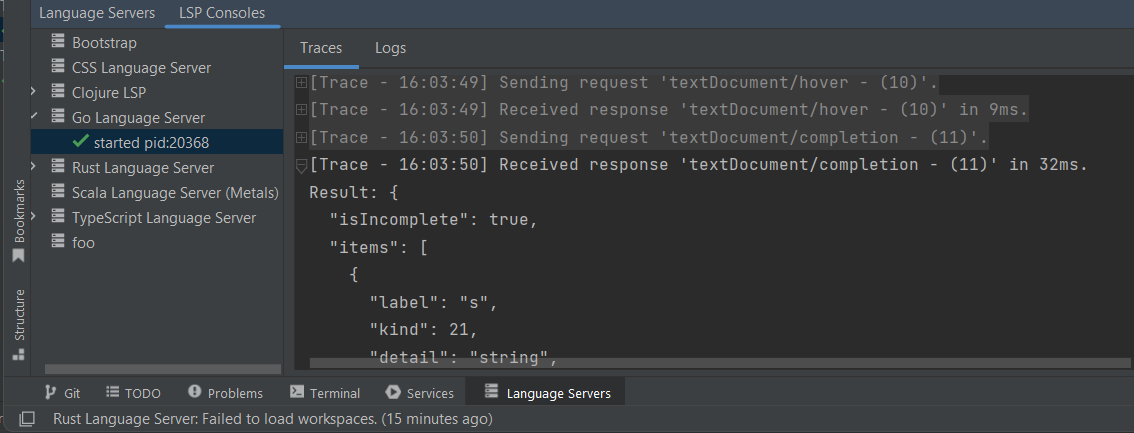 Language Servers
LSP Consoles
Bootstrap
CSS Language Server
Clojure LSP
Go Language Server
started pid:20368
Rust Language Server
Scala Language Server (Metals)
TypeScript Language Server
foo
Bookmarks
Structure
Traces
Logs
[Trace - 16:03:49] Sending request 'textDocument/hover - (10)'.
[Trace - 16:03:49] Received response 'textDocument/hover - (10)' in 9ms.
[Trace - 16:03:50] Sending request 'textDocument/completion - (11)'.
[Trace - 16:03:50] Received response 'textDocument/completion - (11)' in 32ms.
Result: {
"isIncomplete": true,
"items": [
{
"label": "s",
"kind": 21,
"detail": "string",
Git
TODO
Problems
Terminal
Services
Language Servers
Rust Language Server: Failed to load workspaces. (15 minutes ago)